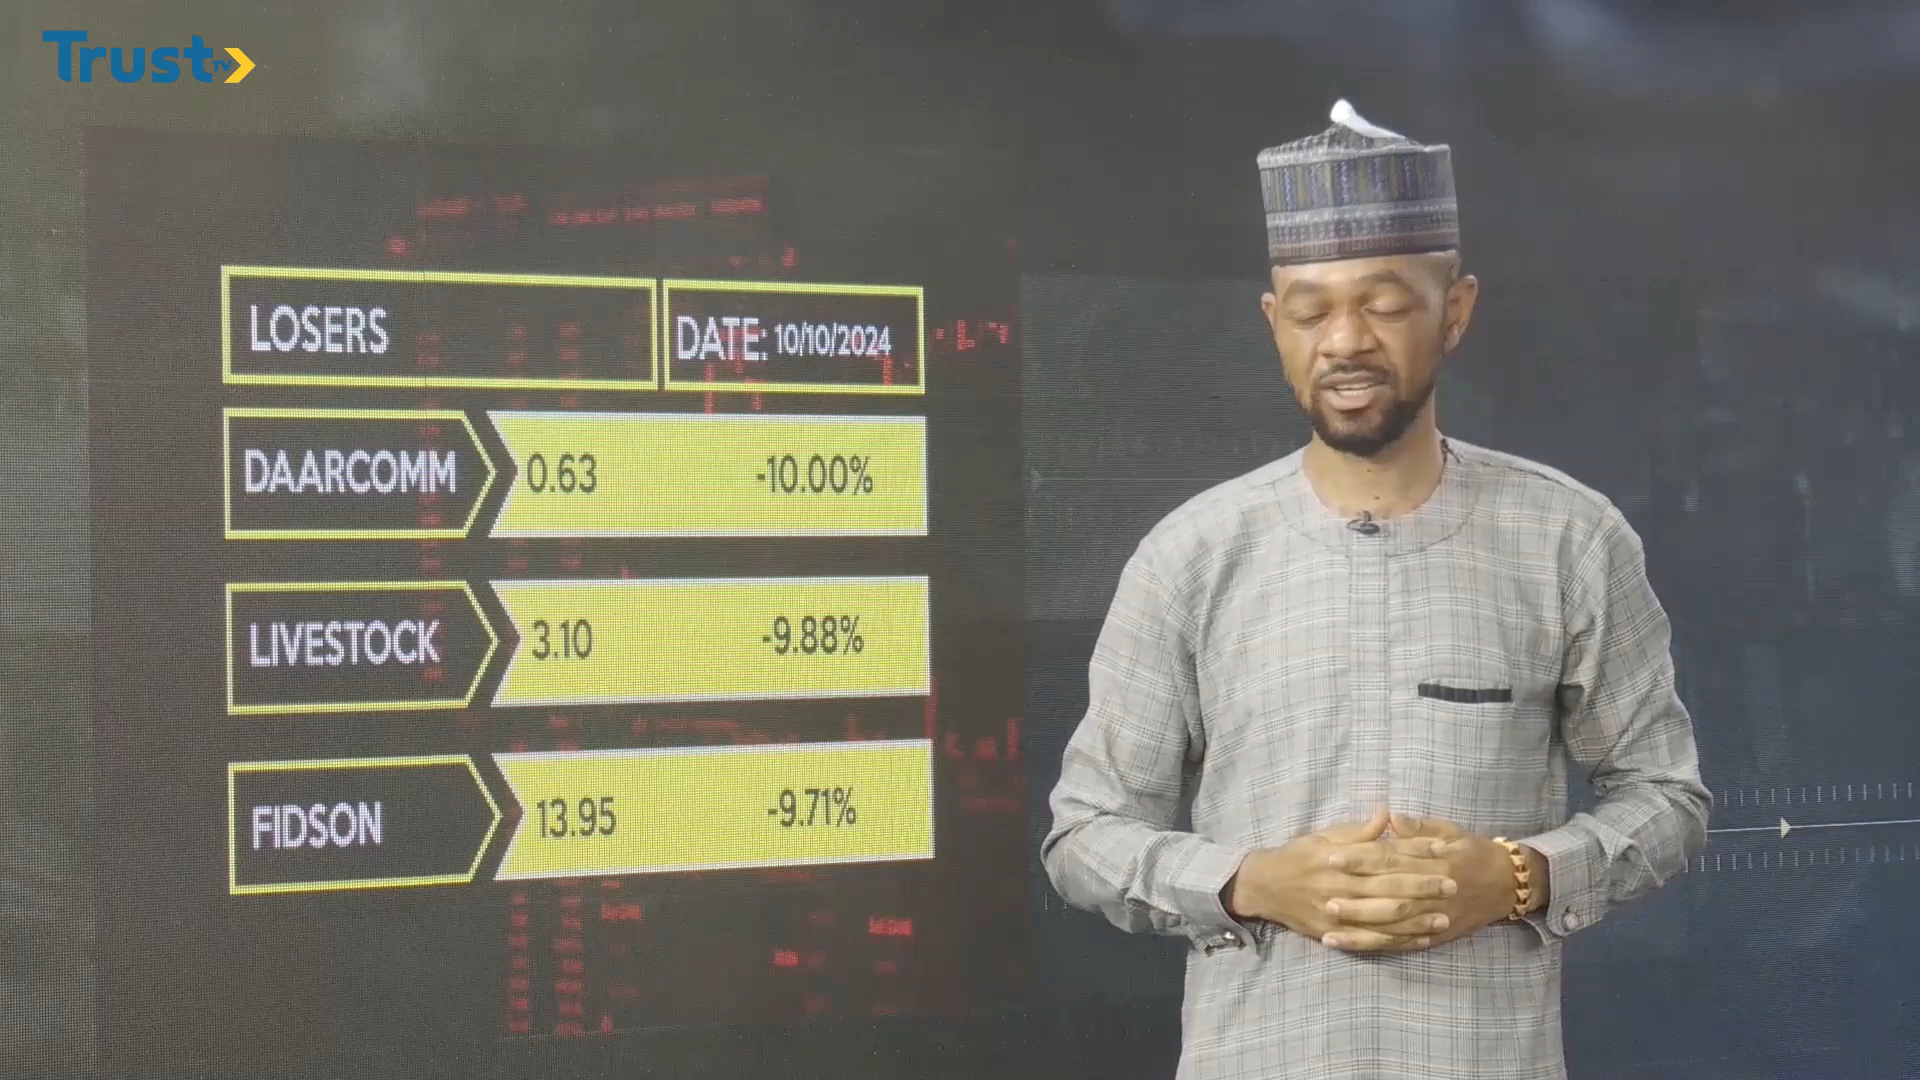 Trust TV
LOSERS
DATE: 10/10/2024
DAARCOMM 0.63 -10.00%
LIVESTOCK 3.10 -9.88%
FIDSON 13.95 -9.71%